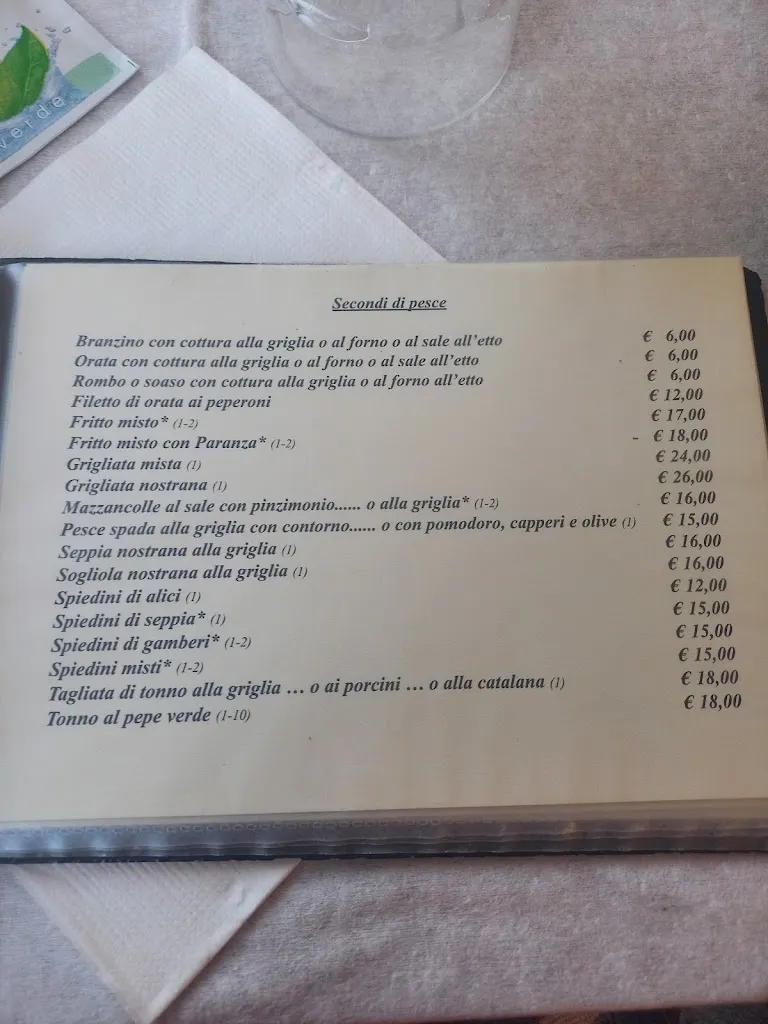 verde
Secondi di pesce
Branzino con cottura alla griglia o al forno o al sale all'etto € 6,00
Orata con cottura alla griglia o al forno o al sale all'etto € 6,00
Rombo o soaso con cottura alla griglia o al forno all'etto € 6,00
Filetto di orata ai peperoni € 12,00
Fritto misto* (1-2) € 17,00
Fritto misto con Paranza* (1-2) € 18,00
Grigliata mista (1) € 24,00
Grigliata nostrana (1) € 26,00
Mazzancolle al sale con pinzimonio...... o alla griglia* (1-2) € 16,00
Pesce spada alla griglia con contorno...... o con pomodoro, capperi e olive (1) € 15,00
Seppia nostrana alla griglia (1) € 16,00
Sogliola nostrana alla griglia (1) € 16,00
Spiedini di alici (1) € 12,00
Spiedini di seppia* (1) € 15,00
Spiedini di gamberi* (1-2) € 15,00
Spiedini misti* (1-2) € 15,00
Tagliata di tonno alla griglia … o ai porcini … o alla catalana (1) € 18,00
Tonno al pepe verde (1-10) € 18,00